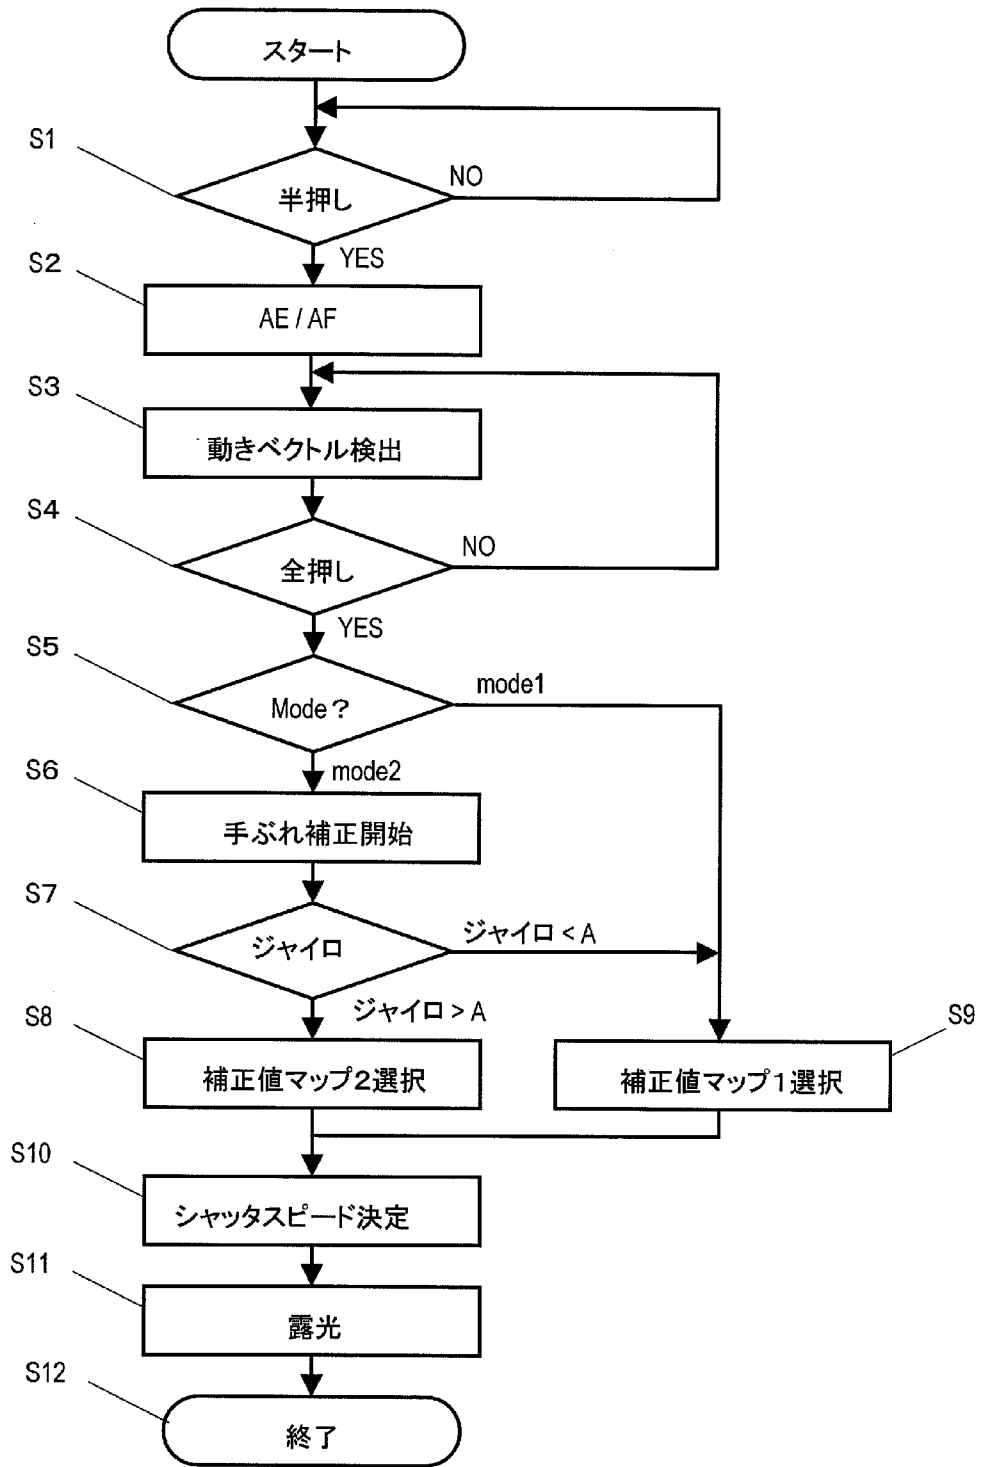 スタート
S1
半押し
NO
YES
S2
AE / AF
S3
動きベクトル検出
S4
全押し
NO
YES
S5
Mode？
mode1
mode2
S6
手ぶれ補正開始
S7
ジャイロ
ジャイロ < A
ジャイロ > A
S8
補正値マップ２選択
S9
補正値マップ１選択
S10
シャッタスピード決定
S11
露光
S12
終了